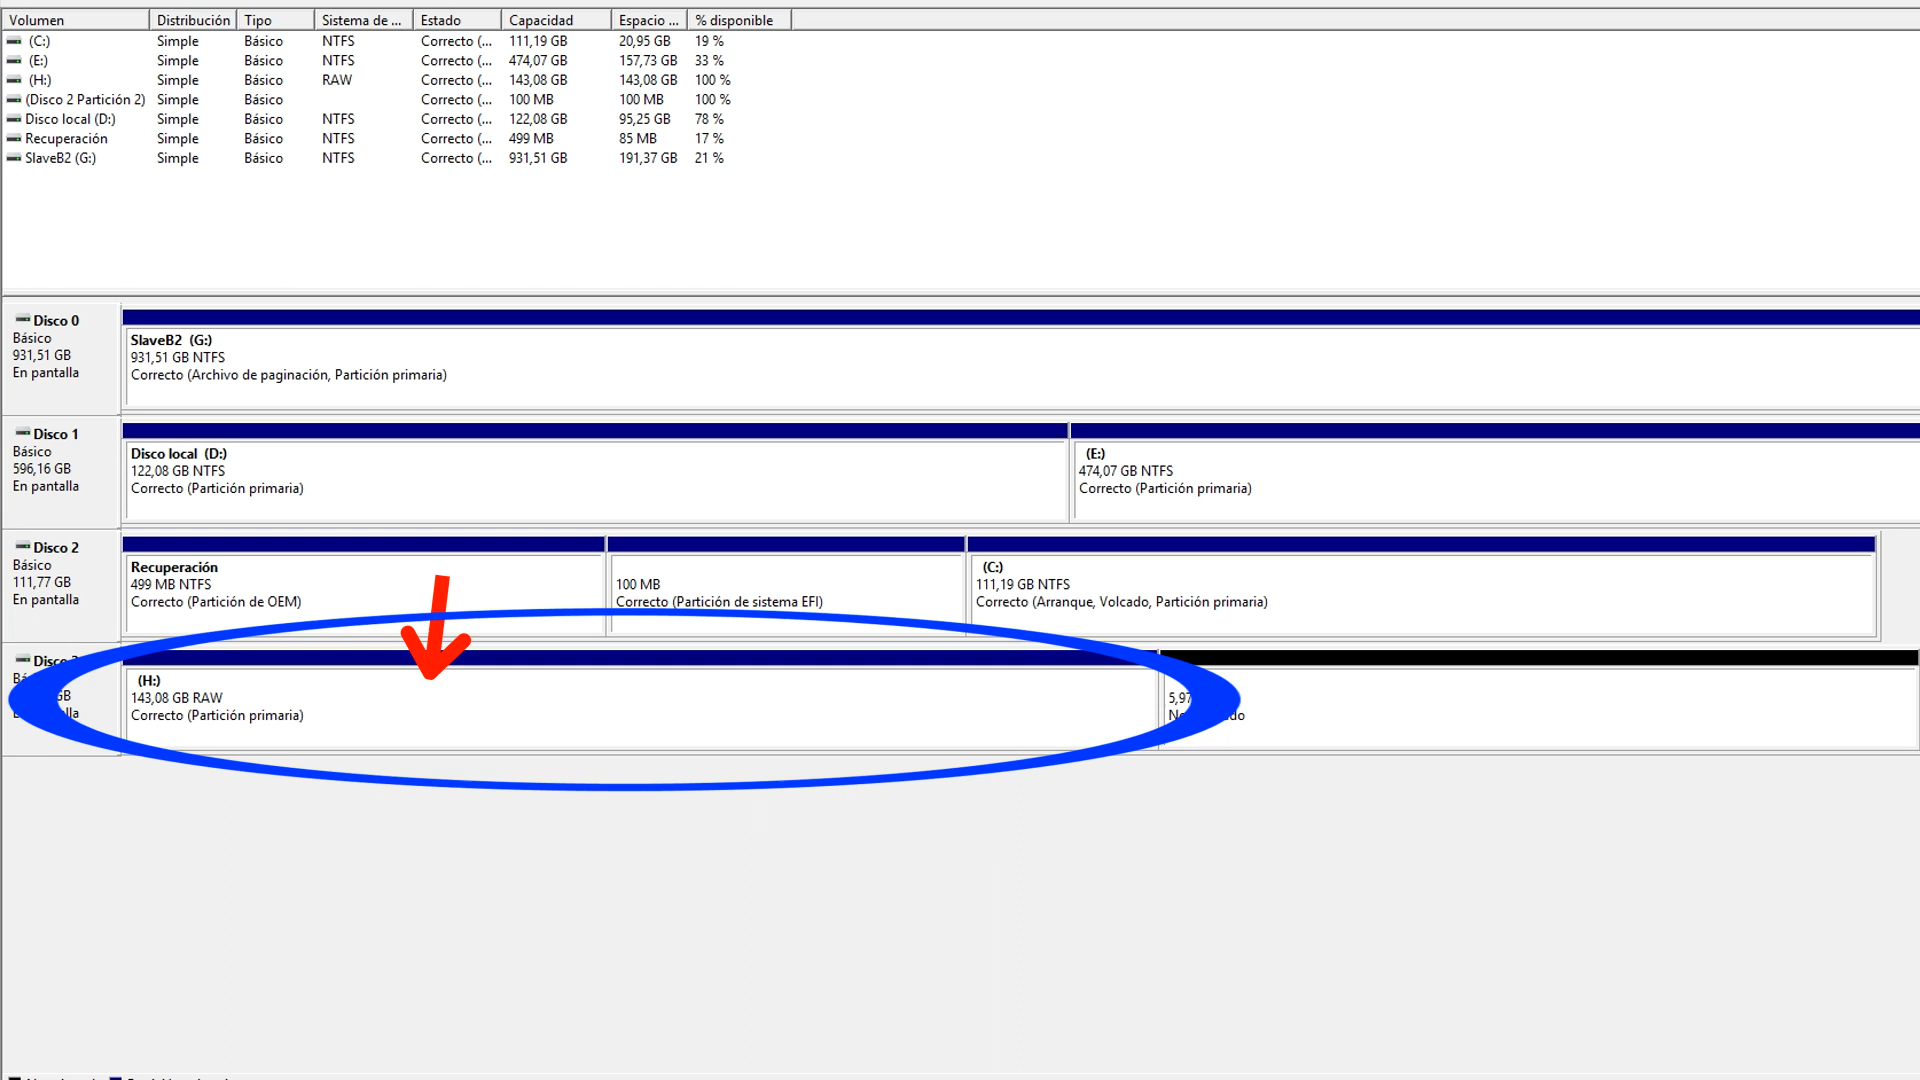 Volumen Distribución Tipo Sistema de ... Estado Capacidad Espacio ... % disponible
(C:) Simple Básico NTFS Correcto (... 111,19 GB 20,95 GB 19 %
(E:) Simple Básico NTFS Correcto (... 474,07 GB 157,73 GB 33 %
(H:) Simple Básico RAW Correcto (... 143,08 GB 143,08 GB 100 %
(Disco 2 Partición 2) Simple Básico Correcto (... 100 MB 100 MB 100 %
Disco local (D:) Simple Básico NTFS Correcto (... 122,08 GB 95,25 GB 78 %
Recuperación Simple Básico NTFS Correcto (... 499 MB 85 MB 17 %
SlaveB2 (G:) Simple Básico NTFS Correcto (... 931,51 GB 191,37 GB 21 %
Disco 0
Básico
931,51 GB
En pantalla
SlaveB2 (G:)
931,51 GB NTFS
Correcto (Archivo de paginación, Partición primaria)
Disco 1
Básico
596,16 GB
En pantalla
Disco local (D:)
122,08 GB NTFS
Correcto (Partición primaria)
(E:)
474,07 GB NTFS
Correcto (Partición primaria)
Disco 2
Básico
111,77 GB
En pantalla
Recuperación
499 MB NTFS
Correcto (Partición de OEM)
100 MB
Correcto (Partición de sistema EFI)
(C:)
111,19 GB NTFS
Correcto (Arranque, Volcado, Partición primaria)
Disco
GB
(H:)
143,08 GB RAW
Correcto (Partición primaria)
5,97
No